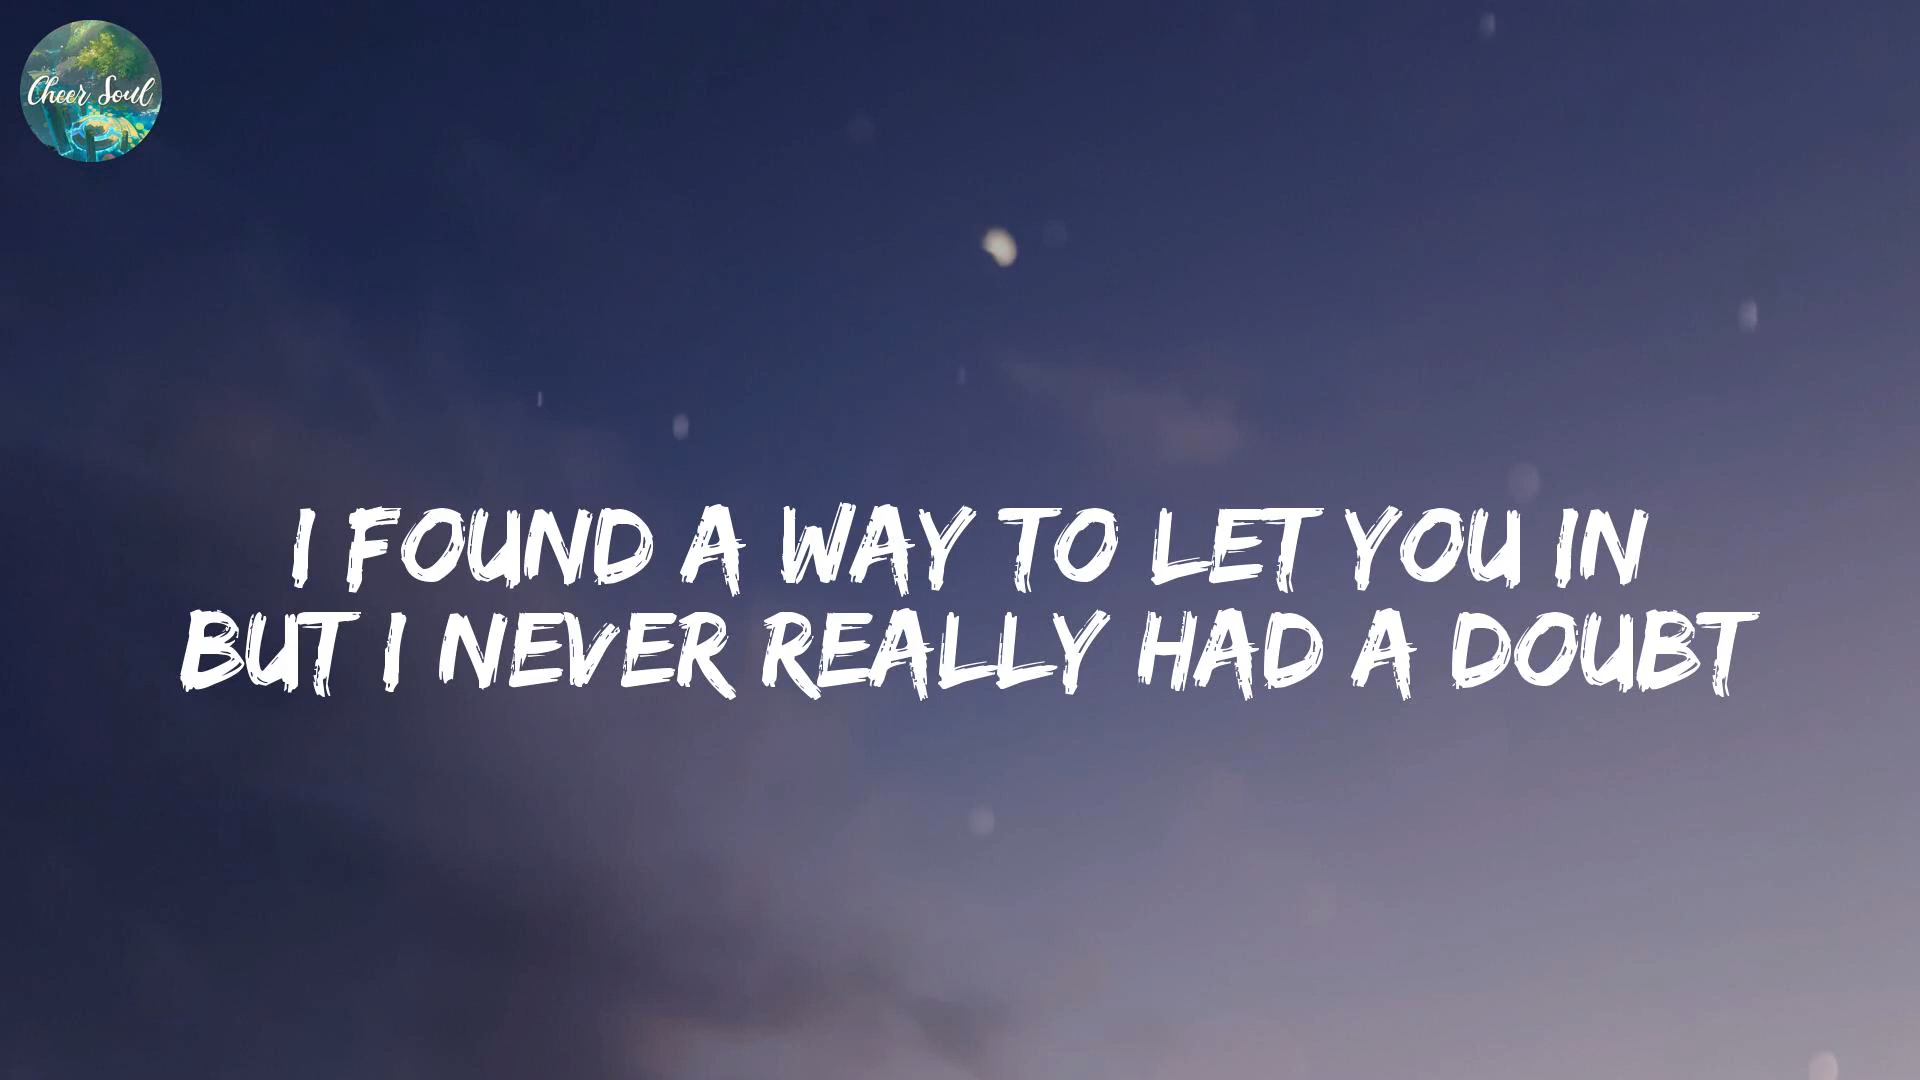 Cheer Soul
I FOUND A WAY TO LET YOU IN
BUT I NEVER REALLY HAD A DOUBT